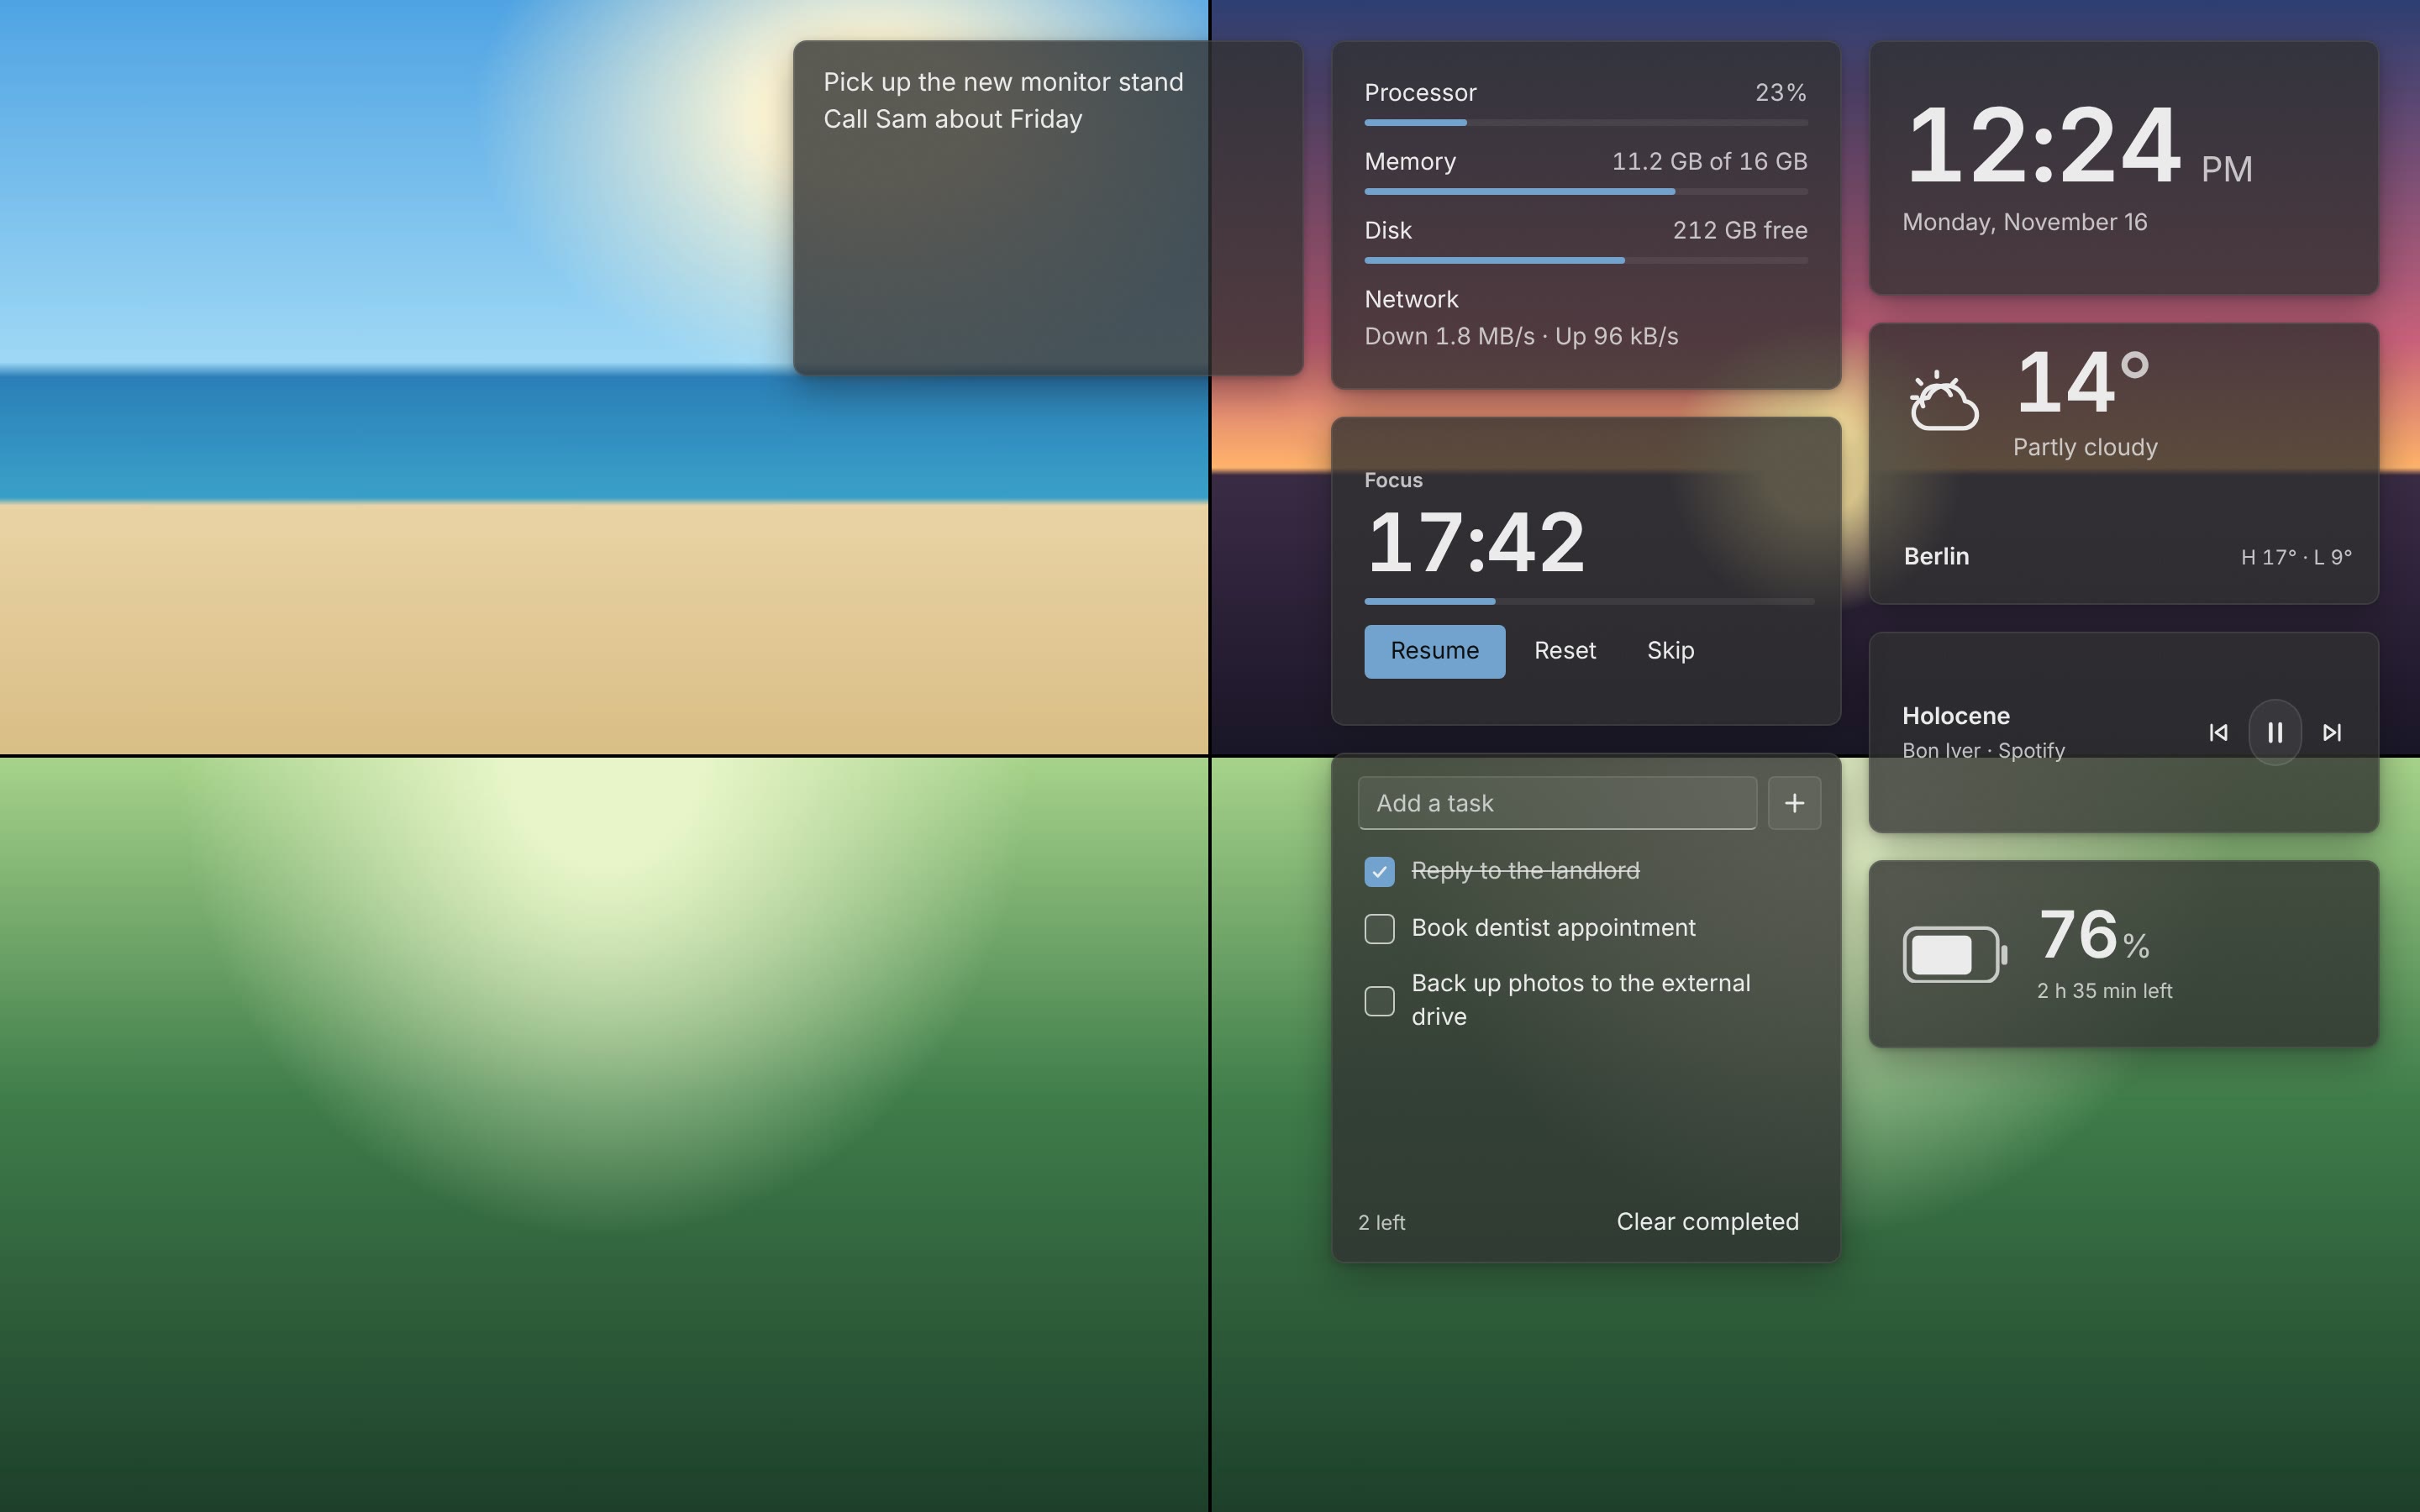 Pick up the new monitor stand
Call Sam about Friday
Processor 23%
Memory 11.2 GB of 16 GB
Disk 212 GB free
Network
Down 1.8 MB/s · Up 96 kB/s
12:24 PM
Monday, November 16
14°
Partly cloudy
Berlin H 17° · L 9°
Focus
17:42
Resume Reset Skip
Holocene
Bon Iver · Spotify
Add a task
Reply to the landlord
Book dentist appointment
Back up photos to the external
drive
2 left Clear completed
76%
2 h 35 min left